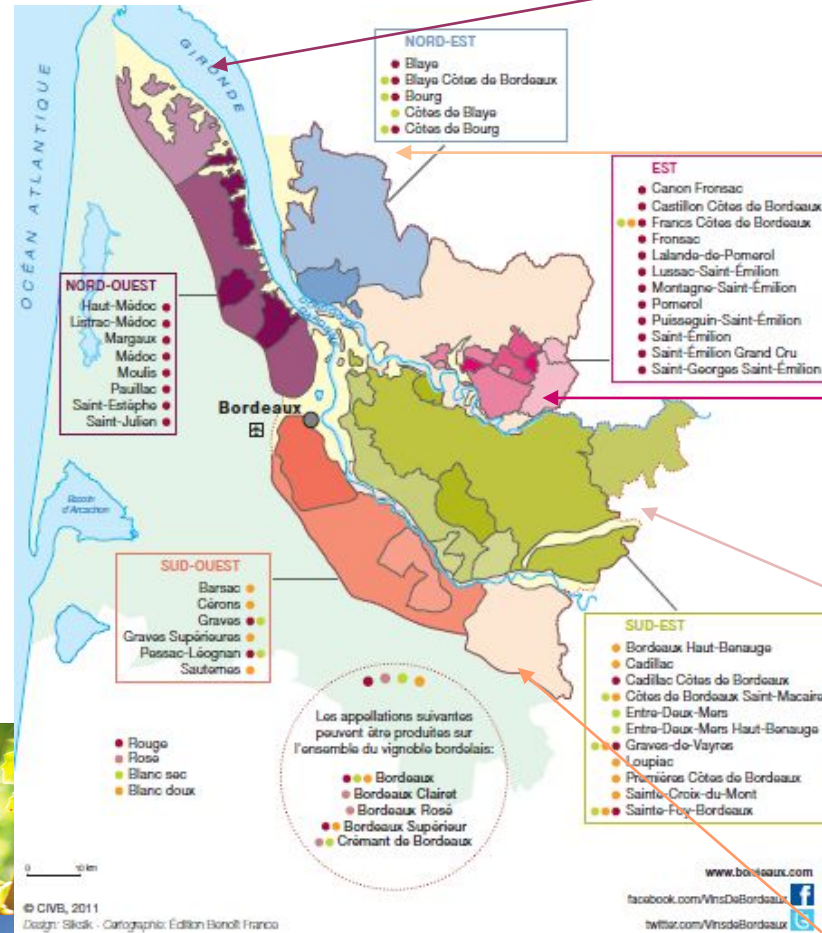 OCÉAN ATLANTIQUE
GIRONDE
NORD-EST
Blaye
Blaye Côtes de Bordeaux
Bourg
Côtes de Blaye
Côtes de Bourg
EST
Canon Fronsac
Castillon Côtes de Bordeaux
Francs Côtes de Bordeaux
Fronsac
Lalande-de-Pomerol
Lussac-Saint-Émilion
Montagne-Saint-Émilion
Pomerol
Puisseguin-Saint-Émilion
Saint-Émilion
Saint-Émilion Grand Cru
Saint-Georges Saint-Émilion
NORD-OUEST
Haut-Médoc
Listrac-Médoc
Margaux
Médoc
Moulis
Pauillac
Saint-Estèphe
Saint-Julien
Bordeaux
Bassin
d'Arcachon
SUD-OUEST
Barsac
Cérons
Graves
Graves Supérieures
Pessac-Léognan
Sauternes
SUD-EST
Bordeaux Haut-Benauge
Cadillac
Cadillac Côtes de Bordeaux
Côtes de Bordeaux Saint-Macaire
Entre-Deux-Mers
Entre-Deux-Mers Haut-Benauge
Graves-de-Vayres
Loupiac
Premières Côtes de Bordeaux
Sainte-Croix-du-Mont
Sainte-Foy-Bordeaux
Les appellations suivantes
peuvent être produites sur
l'ensemble du vignoble bordelais:
Bordeaux
Bordeaux Clairet
Bordeaux Rosé
Bordeaux Supérieur
Crémant de Bordeaux
Rouge
Rosé
Blanc sec
Blanc doux
0 10 km
© CIVB, 2011
Design: Siksik - Cartographie: Édition Benoît France
www.bordeaux.com
facebook.com/VinsDeBordeaux
twitter.com/VinsdeBordeaux